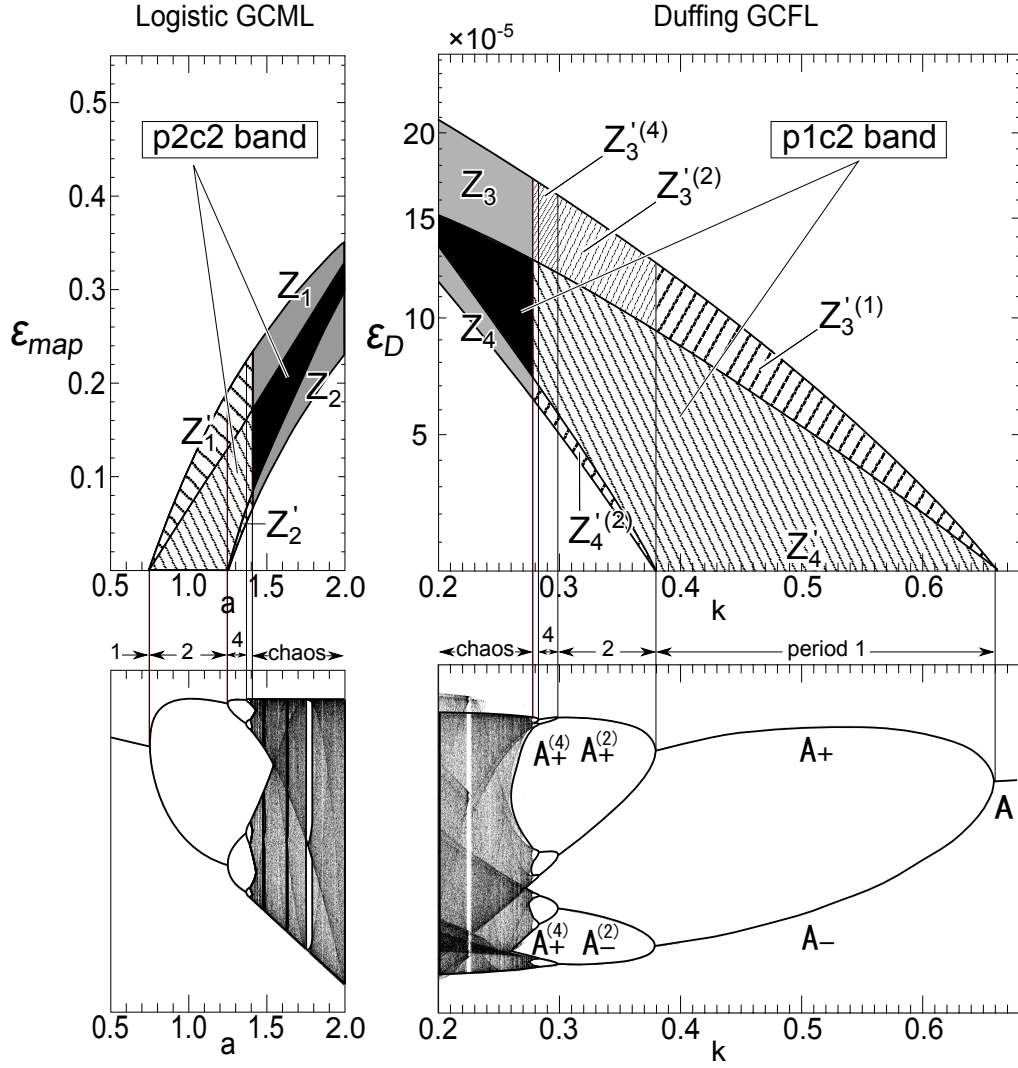 Logistic GCML
Duffing GCFL
×10⁻⁵
0.5
0.4
0.3
0.2
0.1
ε_map
p2c2 band
Z₁
Z₂
Z₁'
Z₂'
0.5 1.0 1.5 2.0
a
20
15
10
5
ε_D
p1c2 band
Z₃
Z₃'⁽⁴⁾
Z₃'⁽²⁾
Z₃'⁽¹⁾
Z₄
Z₄'⁽²⁾
Z₄'
0.2 0.3 0.4 0.5 0.6
k
1 2 4 chaos
chaos 4 2 period 1
A₊⁽⁴⁾ A₊⁽²⁾ A+
A
A₊⁽⁴⁾ A₋⁽²⁾ A−
0.5 1.0 1.5 2.0
a
0.2 0.3 0.4 0.5 0.6
k